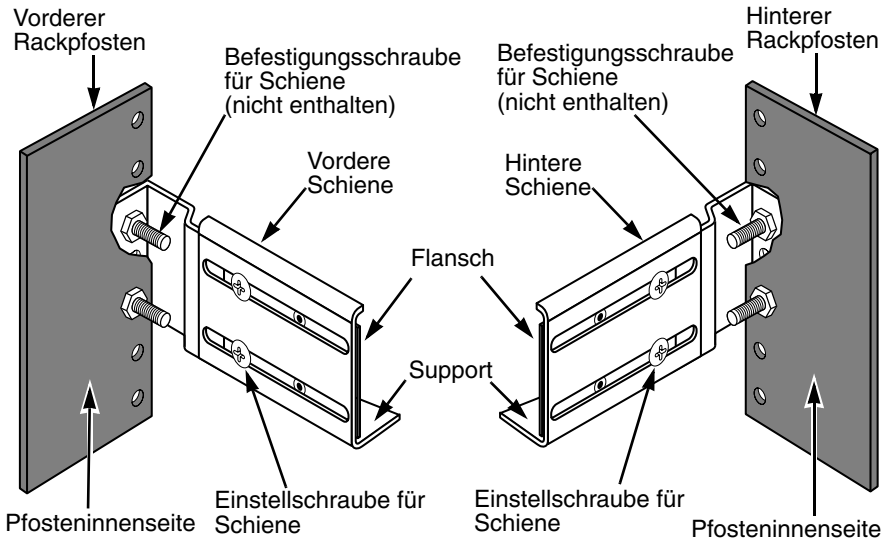 Vorderer
Rackpfosten
Hinterer
Rackpfosten
Befestigungsschraube
für Schiene
(nicht enthalten)
Befestigungsschraube
für Schiene
(nicht enthalten)
Vordere
Schiene
Hintere
Schiene
Flansch
Support
Pfosteninnenseite
Einstellschraube für
Schiene
Einstellschraube für
Schiene
Pfosteninnenseite